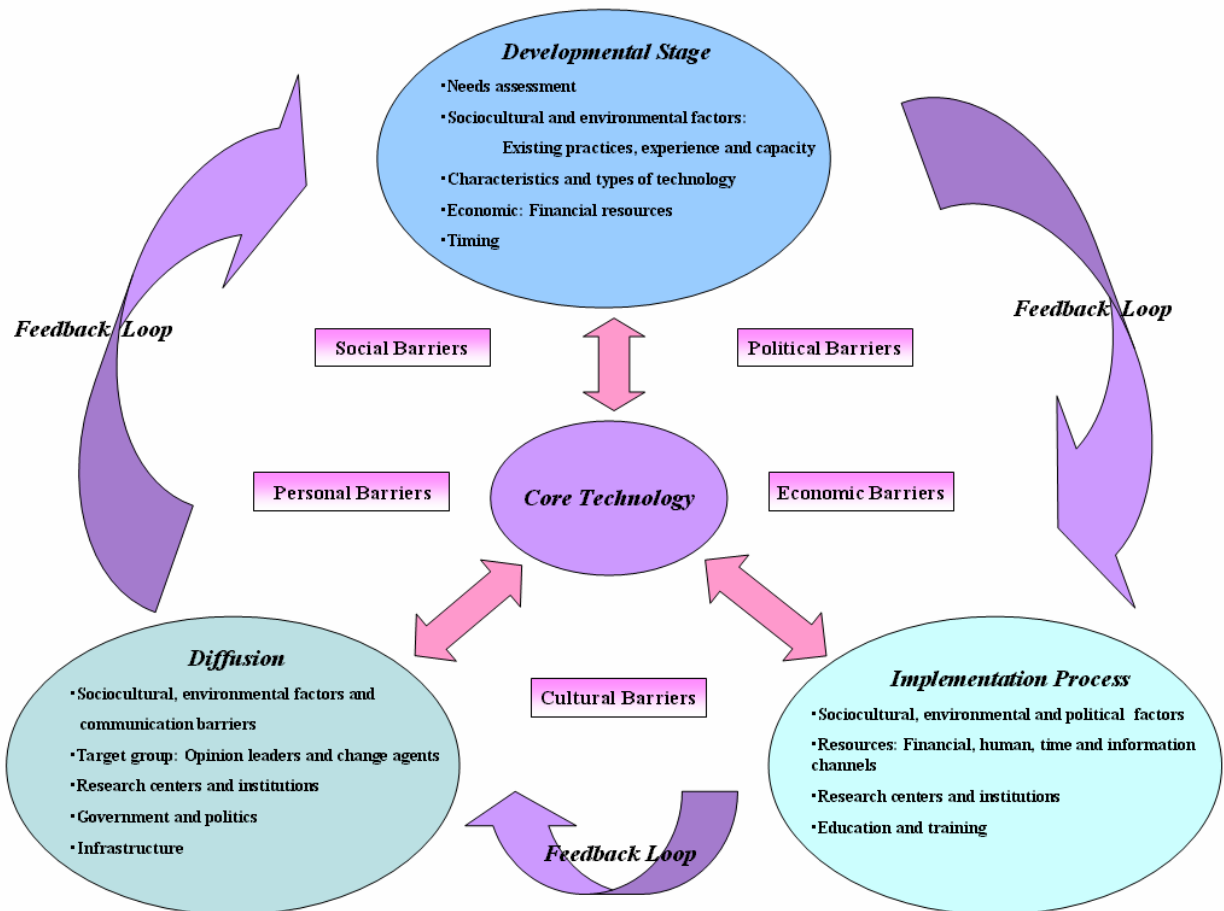 Developmental Stage
·Needs assessment
·Sociocultural and environmental factors:
Existing practices, experience and capacity
·Characteristics and types of technology
·Economic: Financial resources
·Timing
Feedback Loop
Feedback Loop
Social Barriers
Political Barriers
Personal Barriers
Core Technology
Economic Barriers
Diffusion
·Sociocultural, environmental factors and
communication barriers
·Target group: Opinion leaders and change agents
·Research centers and institutions
·Government and politics
·Infrastructure
Cultural Barriers
Implementation Process
·Sociocultural, environmental and political factors
·Resources: Financial, human, time and information
channels
·Research centers and institutions
·Education and training
Feedback Loop